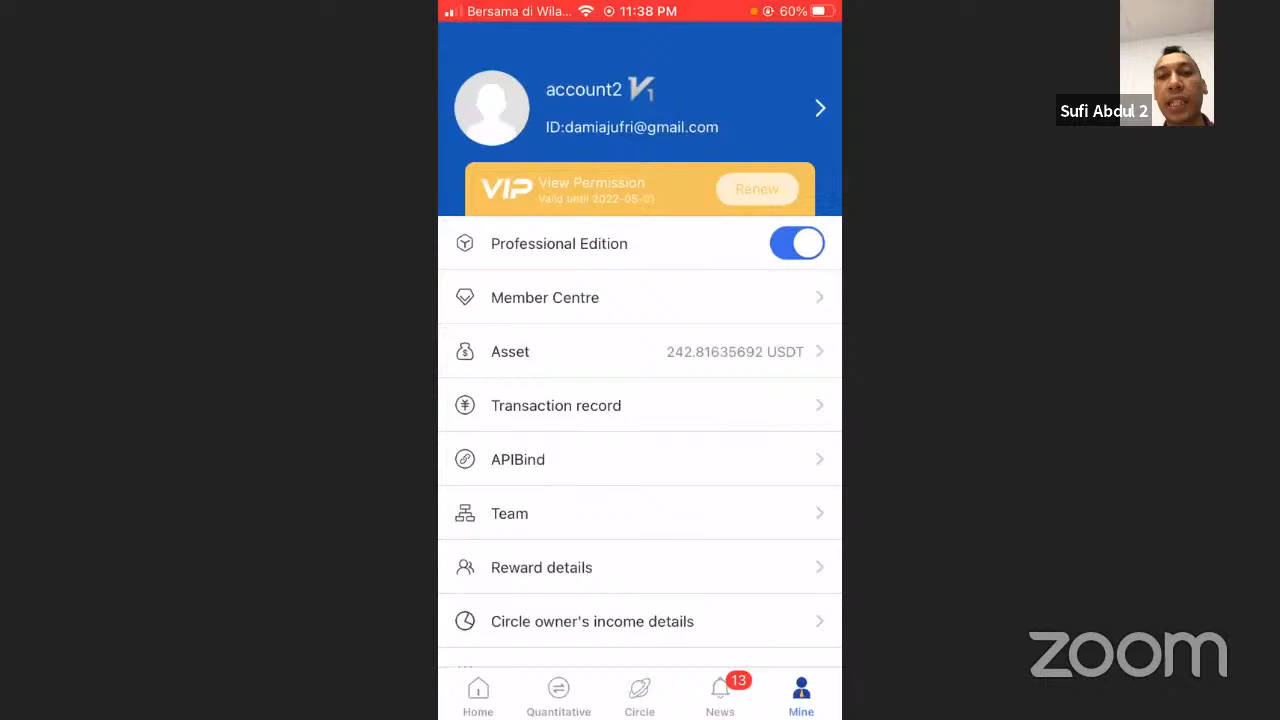 Bersama di Wila... 11:38 PM 60%
account2 V1
ID:damiajufri@gmail.com
VIP View Permission
Valid until 2022-05-01
Renew
Professional Edition
Member Centre
Asset 242.81635692 USDT
Transaction record
APIBind
Team
Reward details
Circle owner's income details
13
Home Quantitative Circle News Mine
Sufi Abdul 2
zoom